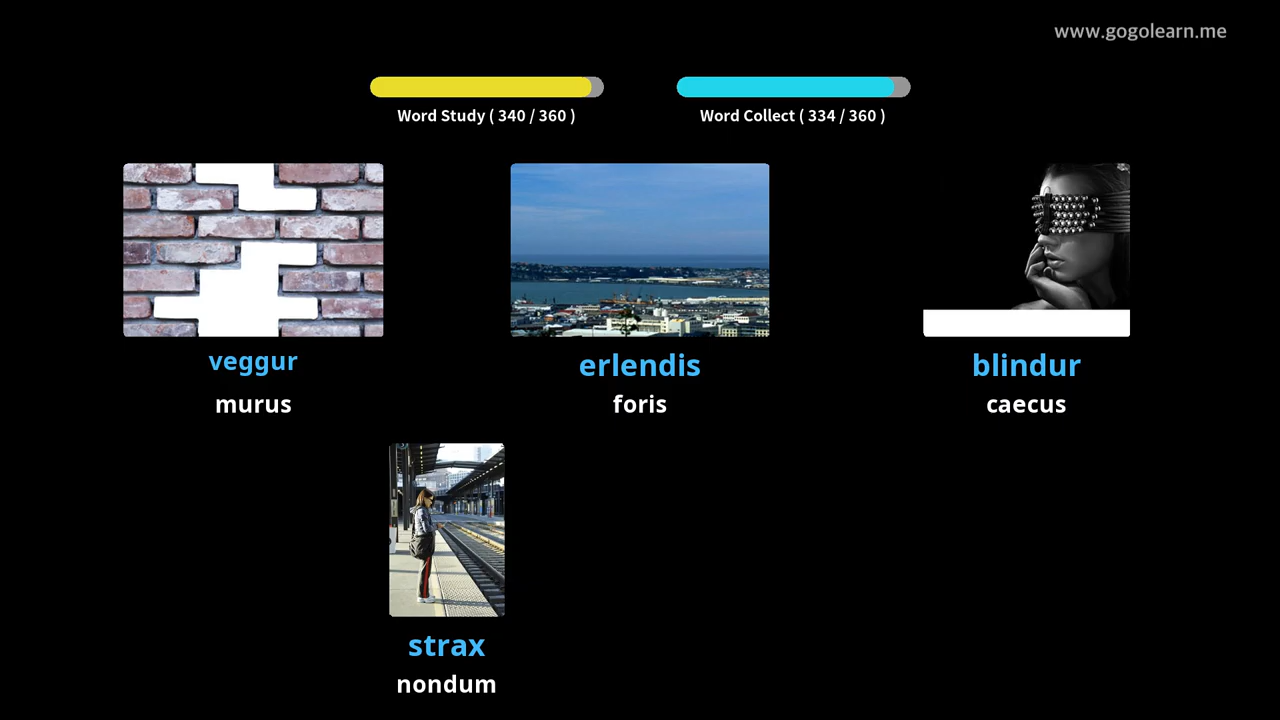 www.gogolearn.me
Word Study ( 340 / 360 )
Word Collect ( 334 / 360 )
veggur
murus
erlendis
foris
blindur
caecus
strax
nondum